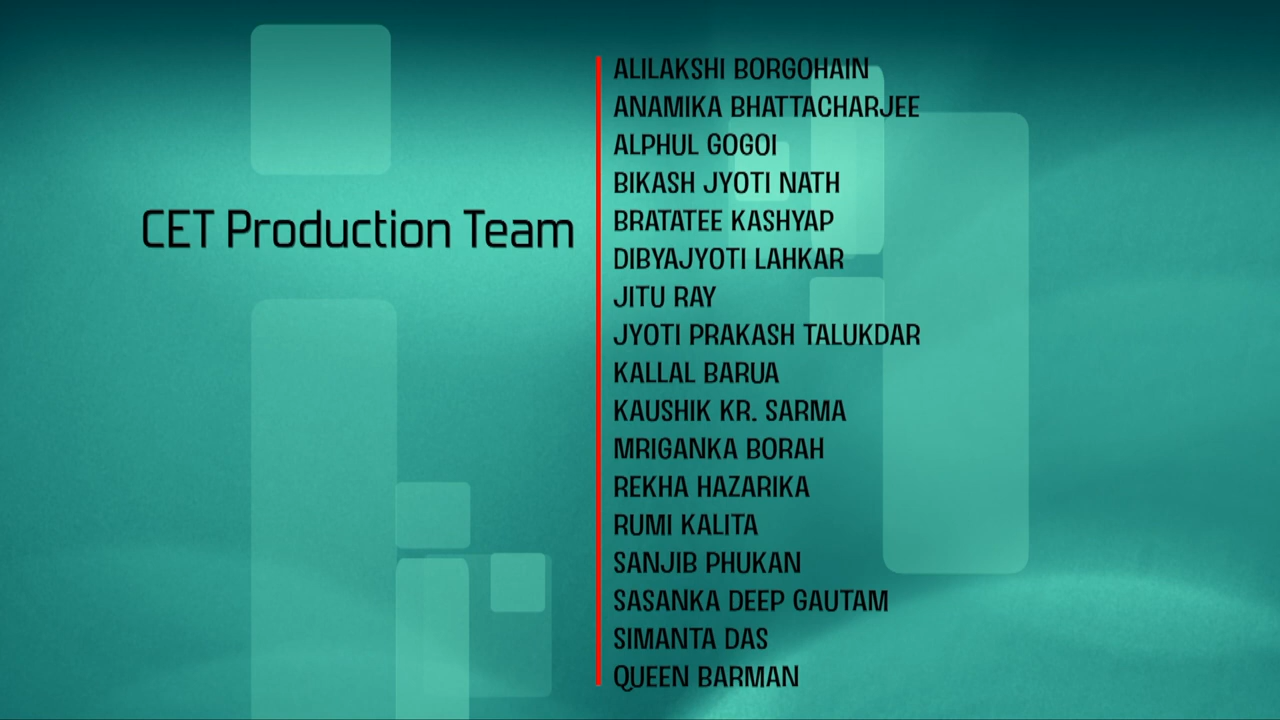 CET Production Team
ALILAKSHI BORGOHAIN
ANAMIKA BHATTACHARJEE
ALPHUL GOGOI
BIKASH JYOTI NATH
BRATATEE KASHYAP
DIBYAJYOTI LAHKAR
JITU RAY
JYOTI PRAKASH TALUKDAR
KALLAL BARUA
KAUSHIK KR. SARMA
MRIGANKA BORAH
REKHA HAZARIKA
RUMI KALITA
SANJIB PHUKAN
SASANKA DEEP GAUTAM
SIMANTA DAS
QUEEN BARMAN